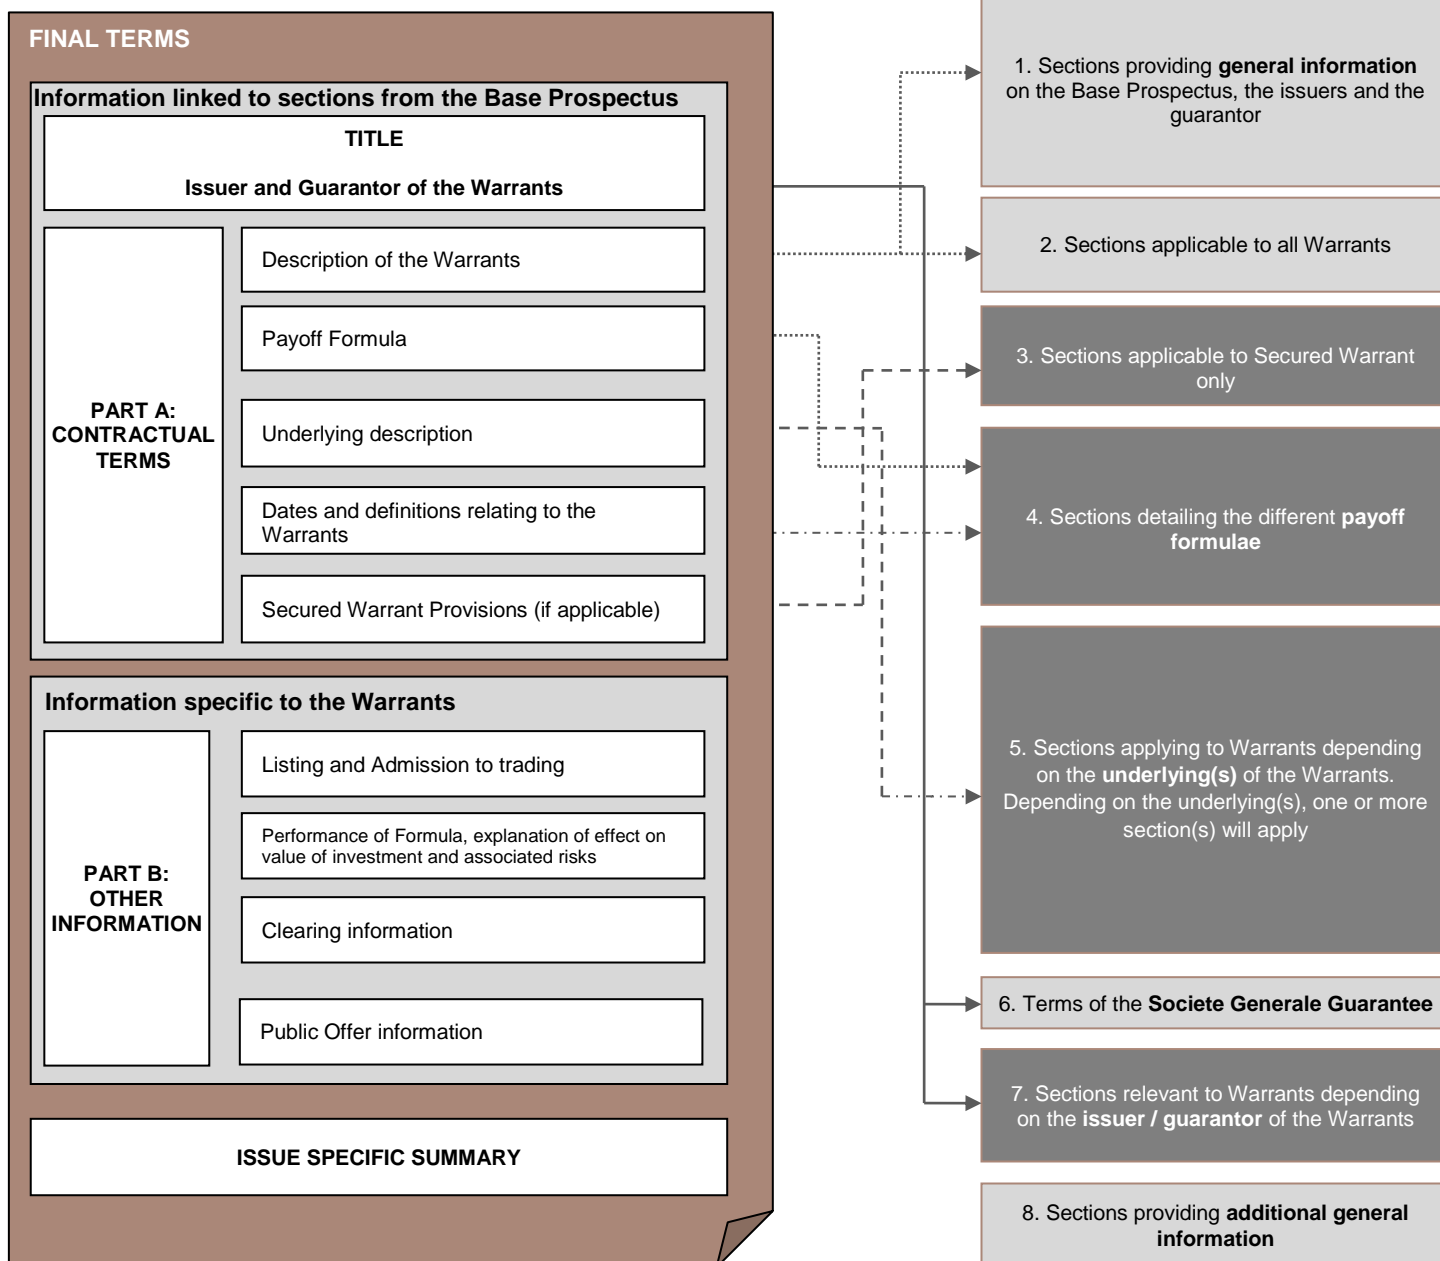 FINAL TERMS
Information linked to sections from the Base Prospectus
TITLE
Issuer and Guarantor of the Warrants
PART A:
CONTRACTUAL
TERMS
Description of the Warrants
Payoff Formula
Underlying description
Dates and definitions relating to the
Warrants
Secured Warrant Provisions (if applicable)
Information specific to the Warrants
PART B:
OTHER
INFORMATION
Listing and Admission to trading
Performance of Formula, explanation of effect on
value of investment and associated risks
Clearing information
Public Offer information
ISSUE SPECIFIC SUMMARY
1. Sections providing general information
on the Base Prospectus, the issuers and the
guarantor
2. Sections applicable to all Warrants
3. Sections applicable to Secured Warrant
only
4. Sections detailing the different payoff
formulae
5. Sections applying to Warrants depending
on the underlying(s) of the Warrants.
Depending on the underlying(s), one or more
section(s) will apply
6. Terms of the Societe Generale Guarantee
7. Sections relevant to Warrants depending
on the issuer / guarantor of the Warrants
8. Sections providing additional general
information